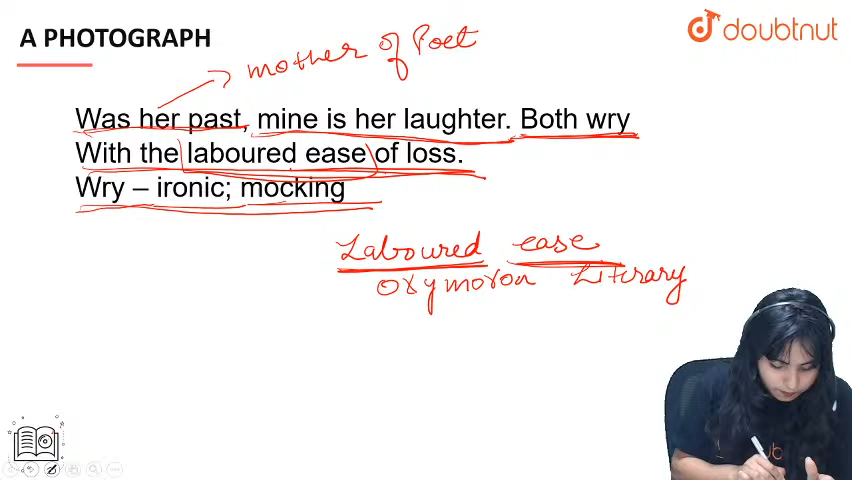 A PHOTOGRAPH
doubtnut
mother of Poet
Was her past, mine is her laughter. Both wry
With the laboured ease of loss.
Wry – ironic; mocking
Laboured ease
oxymoron Literary